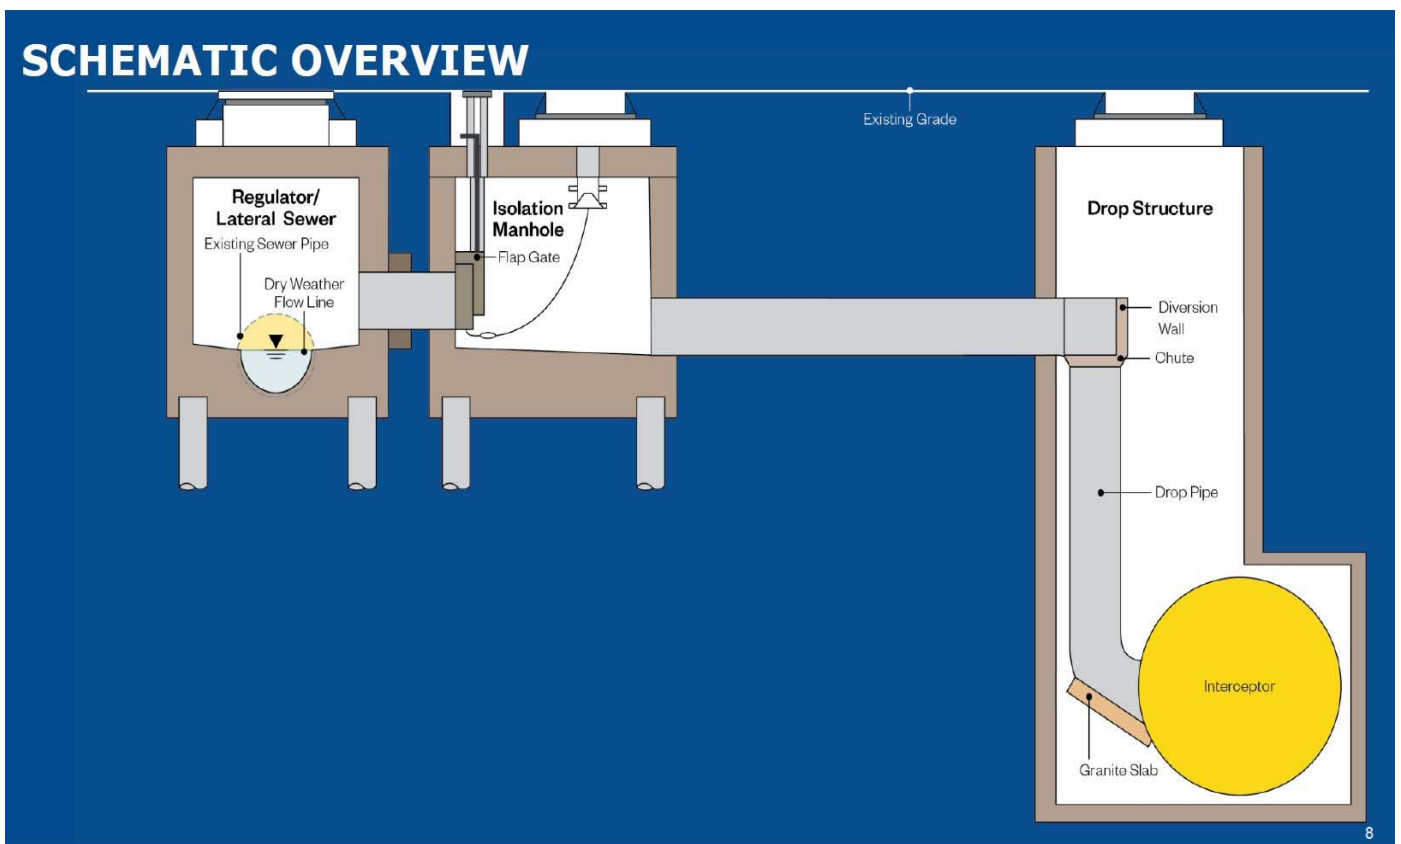 SCHEMATIC OVERVIEW
Existing Grade
Regulator/
Lateral Sewer
Existing Sewer Pipe
Dry Weather
Flow Line
Isolation
Manhole
Flap Gate
Drop Structure
Diversion
Wall
Chute
Drop Pipe
Interceptor
Granite Slab
8